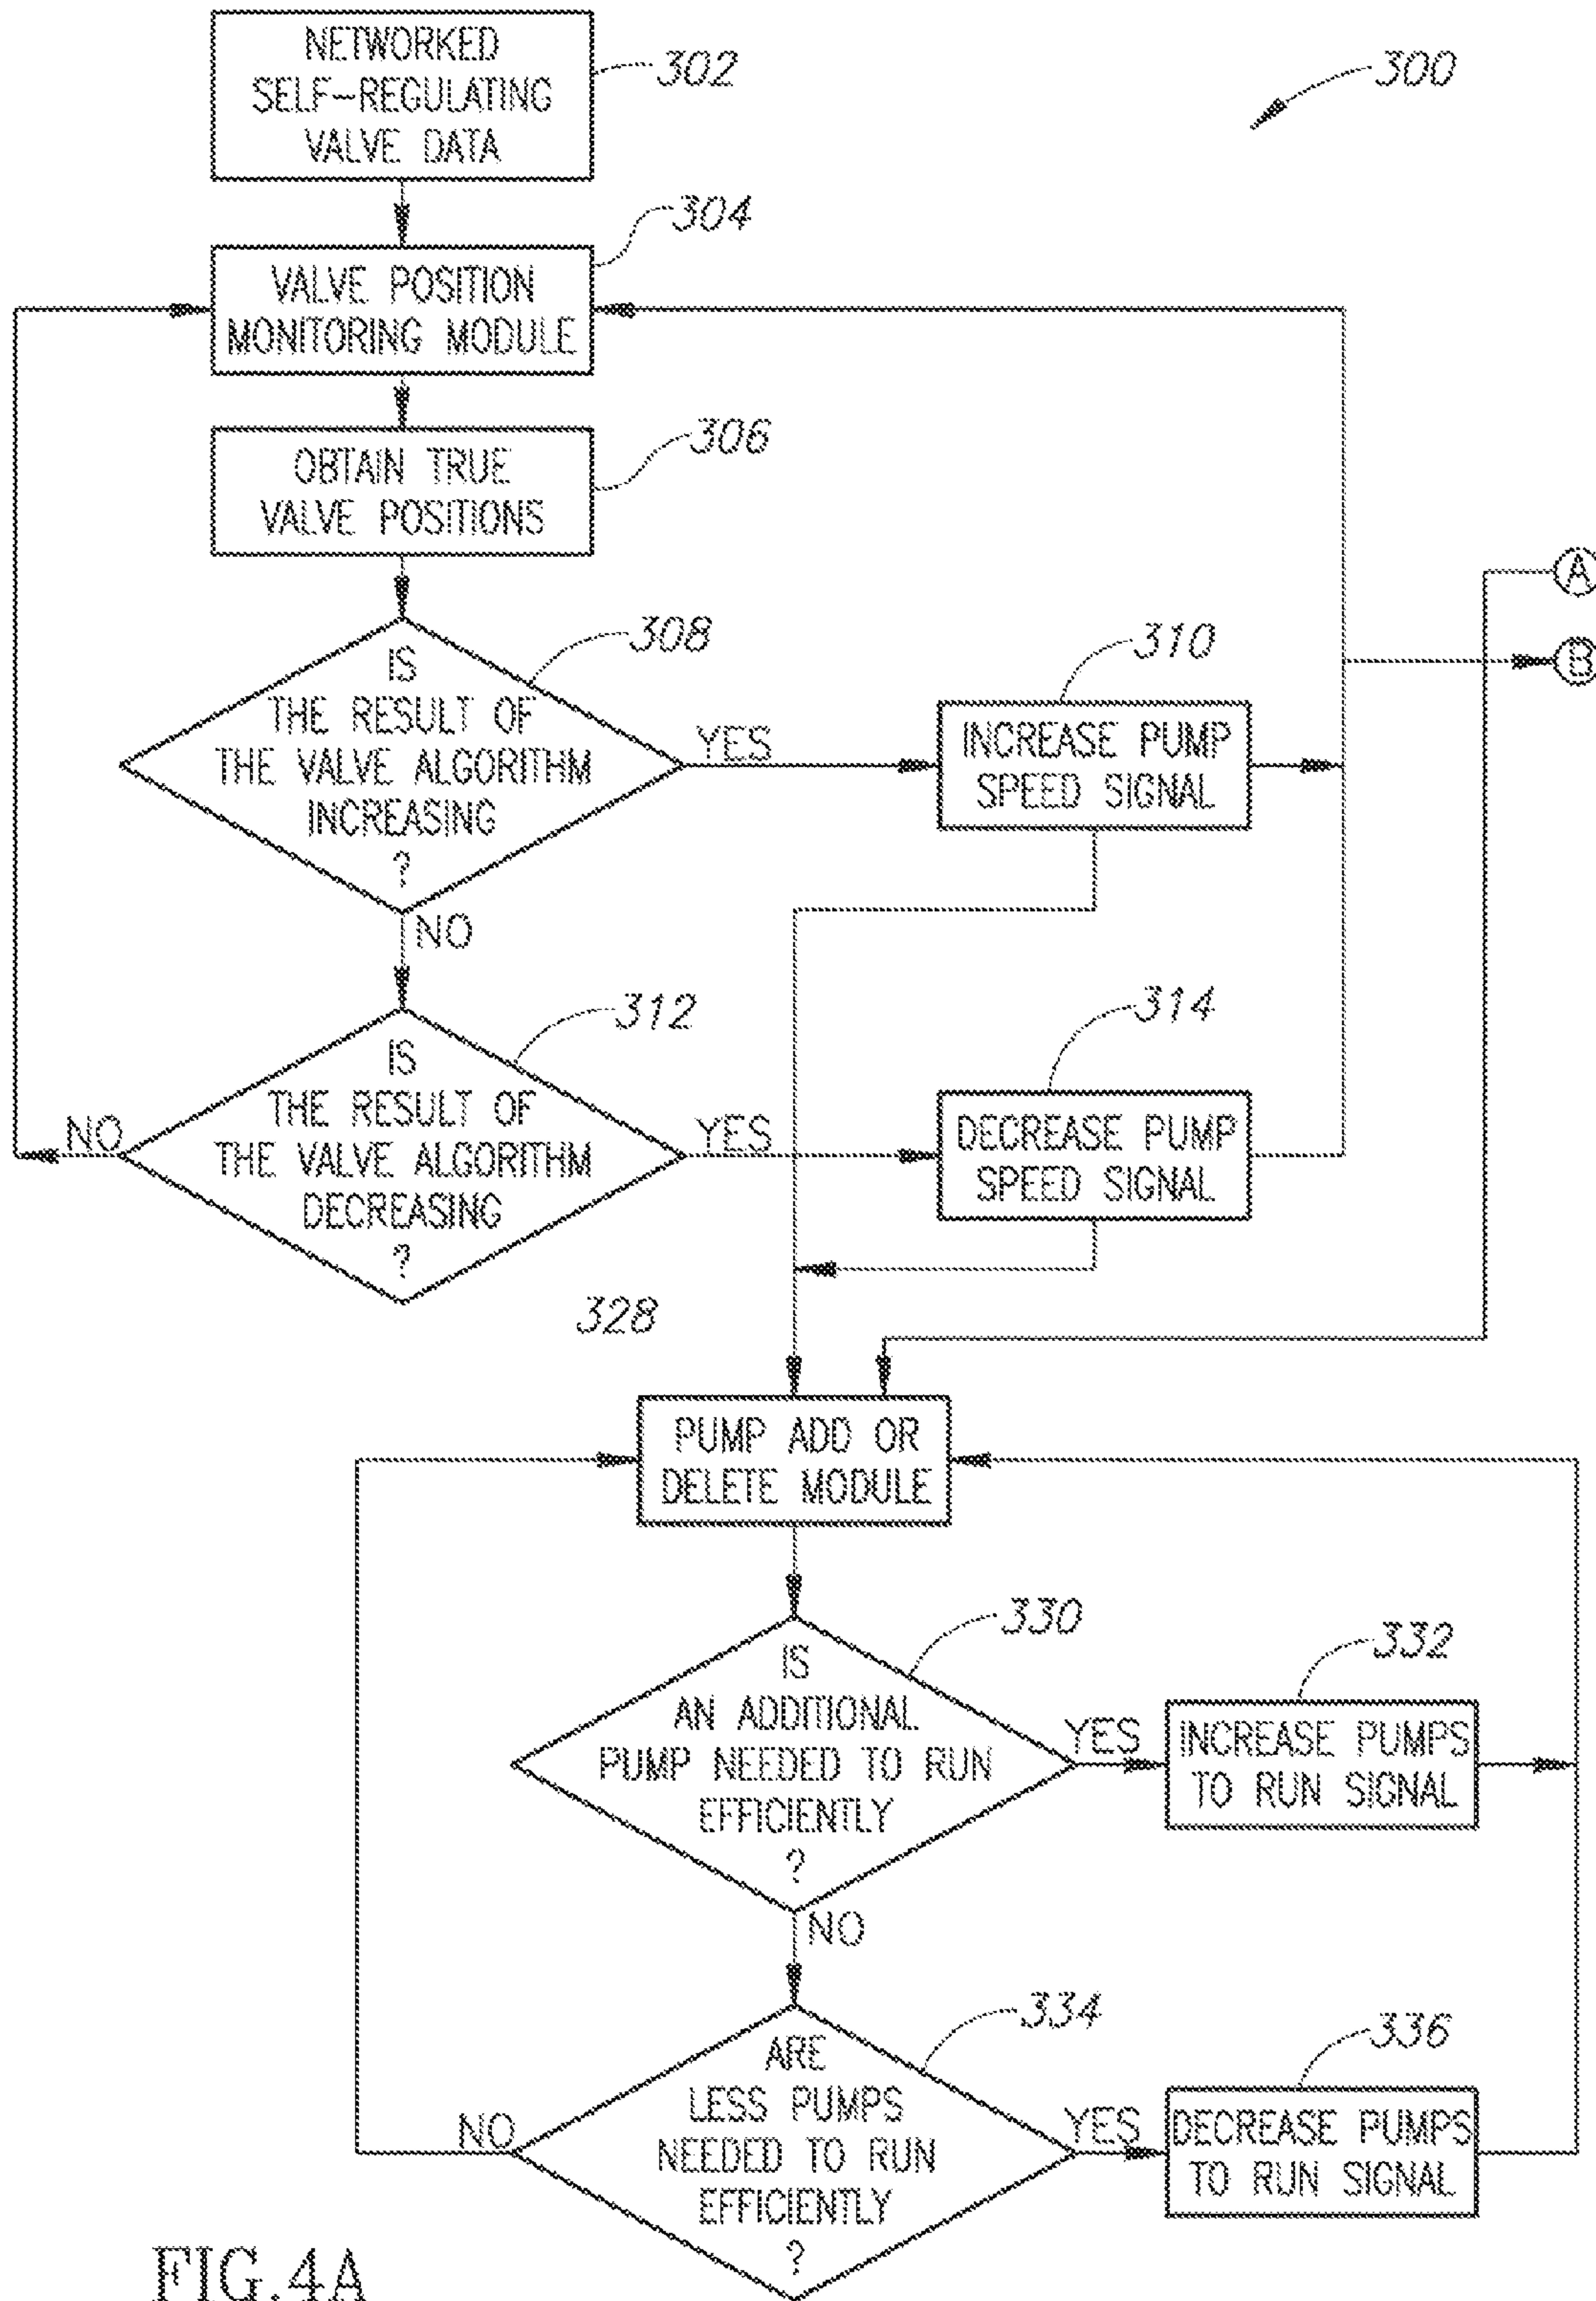 NETWORKED
SELF-REGULATING
VALVE DATA
302
300
304
VALVE POSITION
MONITORING MODULE
306
OBTAIN TRUE
VALVE POSITIONS
A
B
308
IS
THE RESULT OF
THE VALVE ALGORITHM
INCREASING
?
YES
310
INCREASE PUMP
SPEED SIGNAL
NO
312
IS
THE RESULT OF
THE VALVE ALGORITHM
DECREASING
?
NO
YES
314
DECREASE PUMP
SPEED SIGNAL
328
PUMP ADD OR
DELETE MODULE
330
IS
AN ADDITIONAL
PUMP NEEDED TO RUN
EFFICIENTLY
?
YES
332
INCREASE PUMPS
TO RUN SIGNAL
NO
334
ARE
LESS PUMPS
NEEDED TO RUN
EFFICIENTLY
?
NO
YES
336
DECREASE PUMPS
TO RUN SIGNAL
FIG.4A